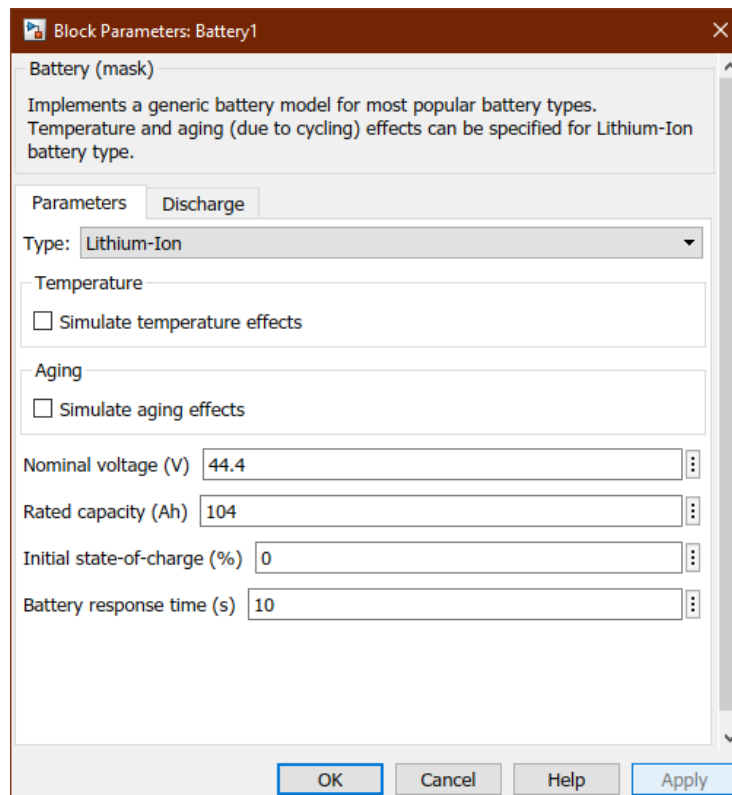 Block Parameters: Battery1
Battery (mask)
Implements a generic battery model for most popular battery types.
Temperature and aging (due to cycling) effects can be specified for Lithium-Ion
battery type.
Parameters
Discharge
Type: Lithium-Ion
Temperature
Simulate temperature effects
Aging
Simulate aging effects
Nominal voltage (V) 44.4
Rated capacity (Ah) 104
Initial state-of-charge (%) 0
Battery response time (s) 10
OK Cancel Help Apply